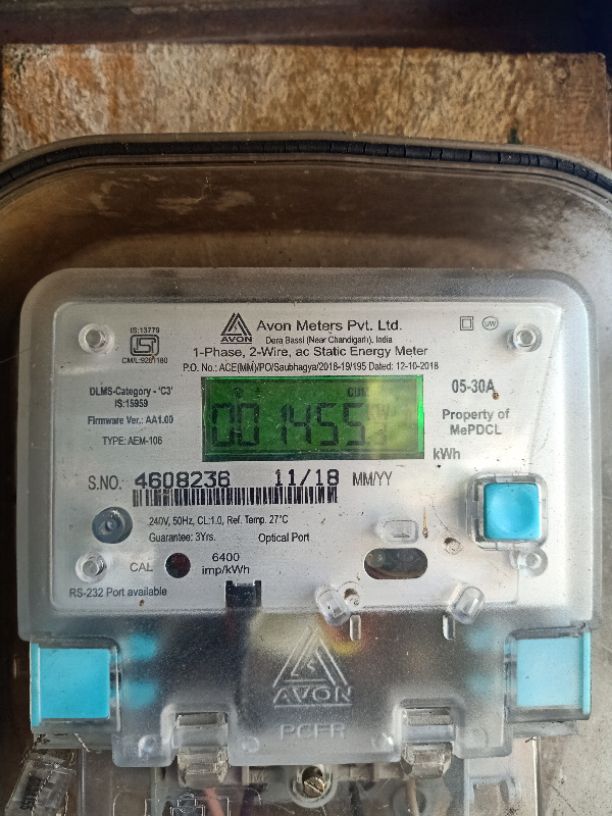 IS:13779
CM/L:9261180
AVON
Avon Meters Pvt. Ltd.
Dera Bassi (Near Chandigarh), India
1-Phase, 2-Wire, ac Static Energy Meter
P.O. No.: ACE(MM)/PO/Saubhagya/2018-19/195 Dated: 12-10-2018
DLMS-Category - 'C3'
IS:15959
Firmware Ver.: AA1.00
TYPE: AEM-106
001455
05-30A
Property of
MePDCL
kWh
S.NO.: 4608236 11/18 MM/YY
240V, 50Hz, CL:1.0, Ref. Temp. 27°C
Guarantee: 3Yrs. Optical Port
CAL
6400
imp/kWh
RS-232 Port available
AVON
PCFR